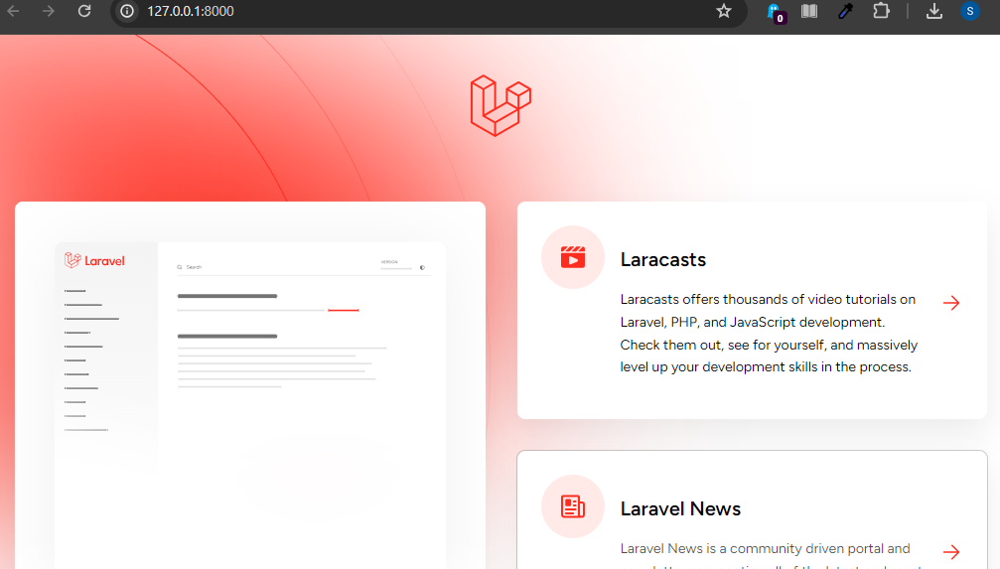 127.0.0.1:8000
0
S
Laravel
Search
VERSION
Laracasts
Laracasts offers thousands of video tutorials on
Laravel, PHP, and JavaScript development.
Check them out, see for yourself, and massively
level up your development skills in the process.
Laravel News
Laravel News is a community driven portal and